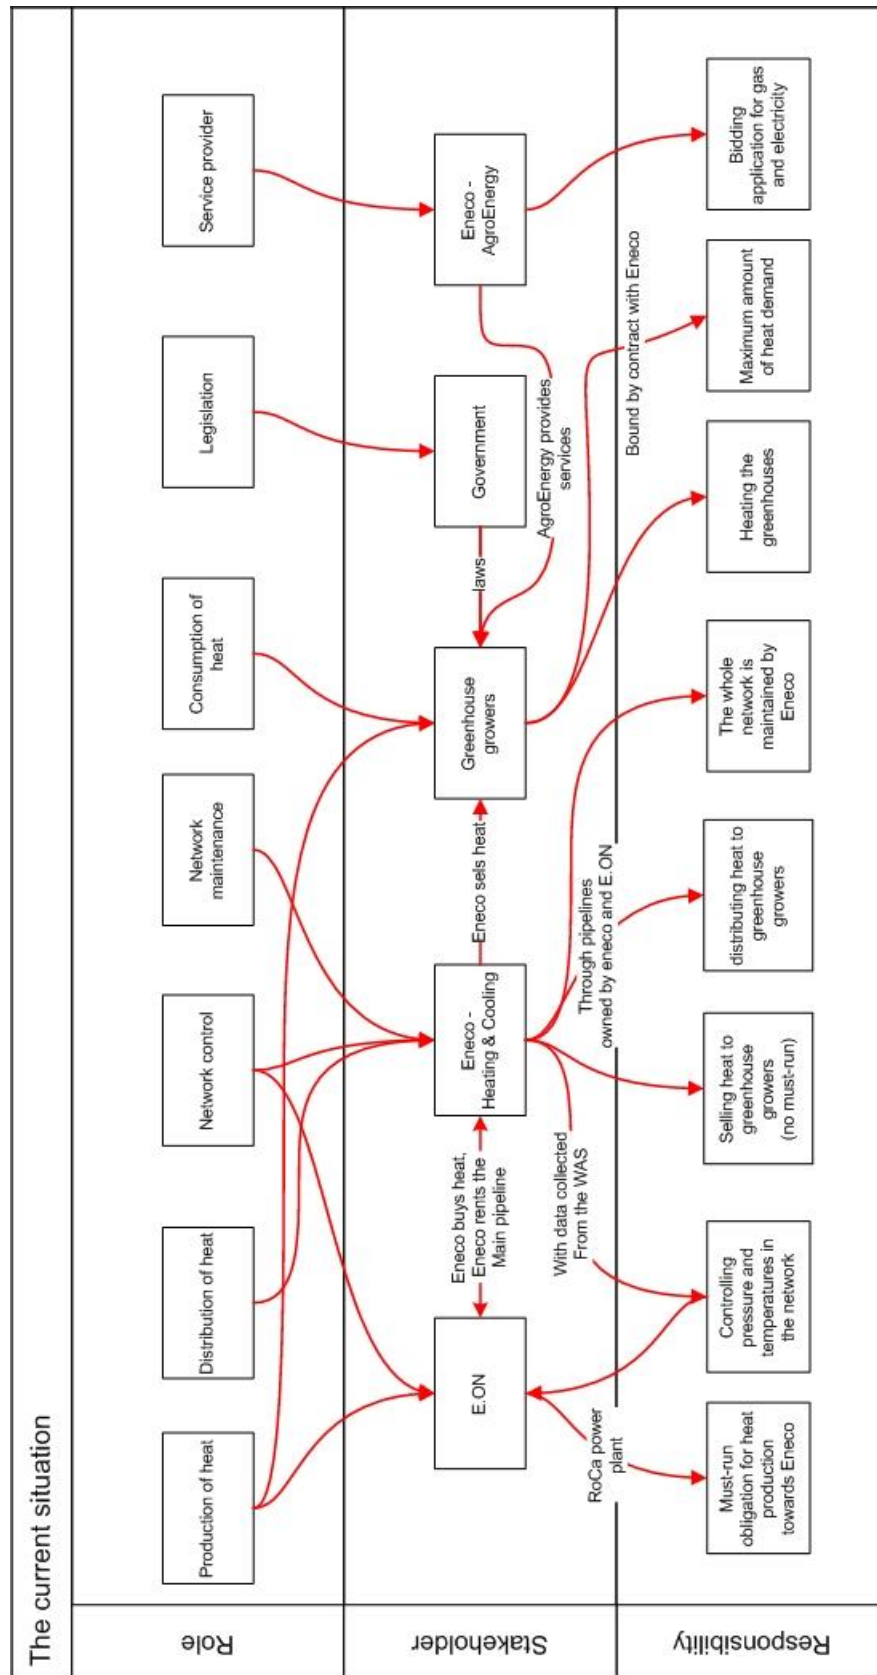 The current situation
Role
Production of heat
Distribution of heat
Network control
Network
maintenance
Consumption of
heat
Legislation
Service provider
Stakeholder
E.ON
Eneco buys heat,
Eneco rents the
Main pipeline
Eneco -
Heating & Cooling
Eneco sels heat
Greenhouse
growers
laws
Government
AgroEnergy provides
services
Eneco -
AgroEnergy
RoCa power
plant
With data collected
From the WAS
Through pipelines
owned by eneco and E.ON
Bound by contract with Eneco
Responsibility
Must-run
obligation for heat
production
towards Eneco
Controlling
pressure and
temperatures in
the network
Selling heat to
greenhouse
growers
(no must-run)
distributing heat to
greenhouse
growers
The whole
network is
maintained by
Eneco
Heating the
greenhouses
Maximum amount
of heat demand
Bidding
application for gas
and electricity